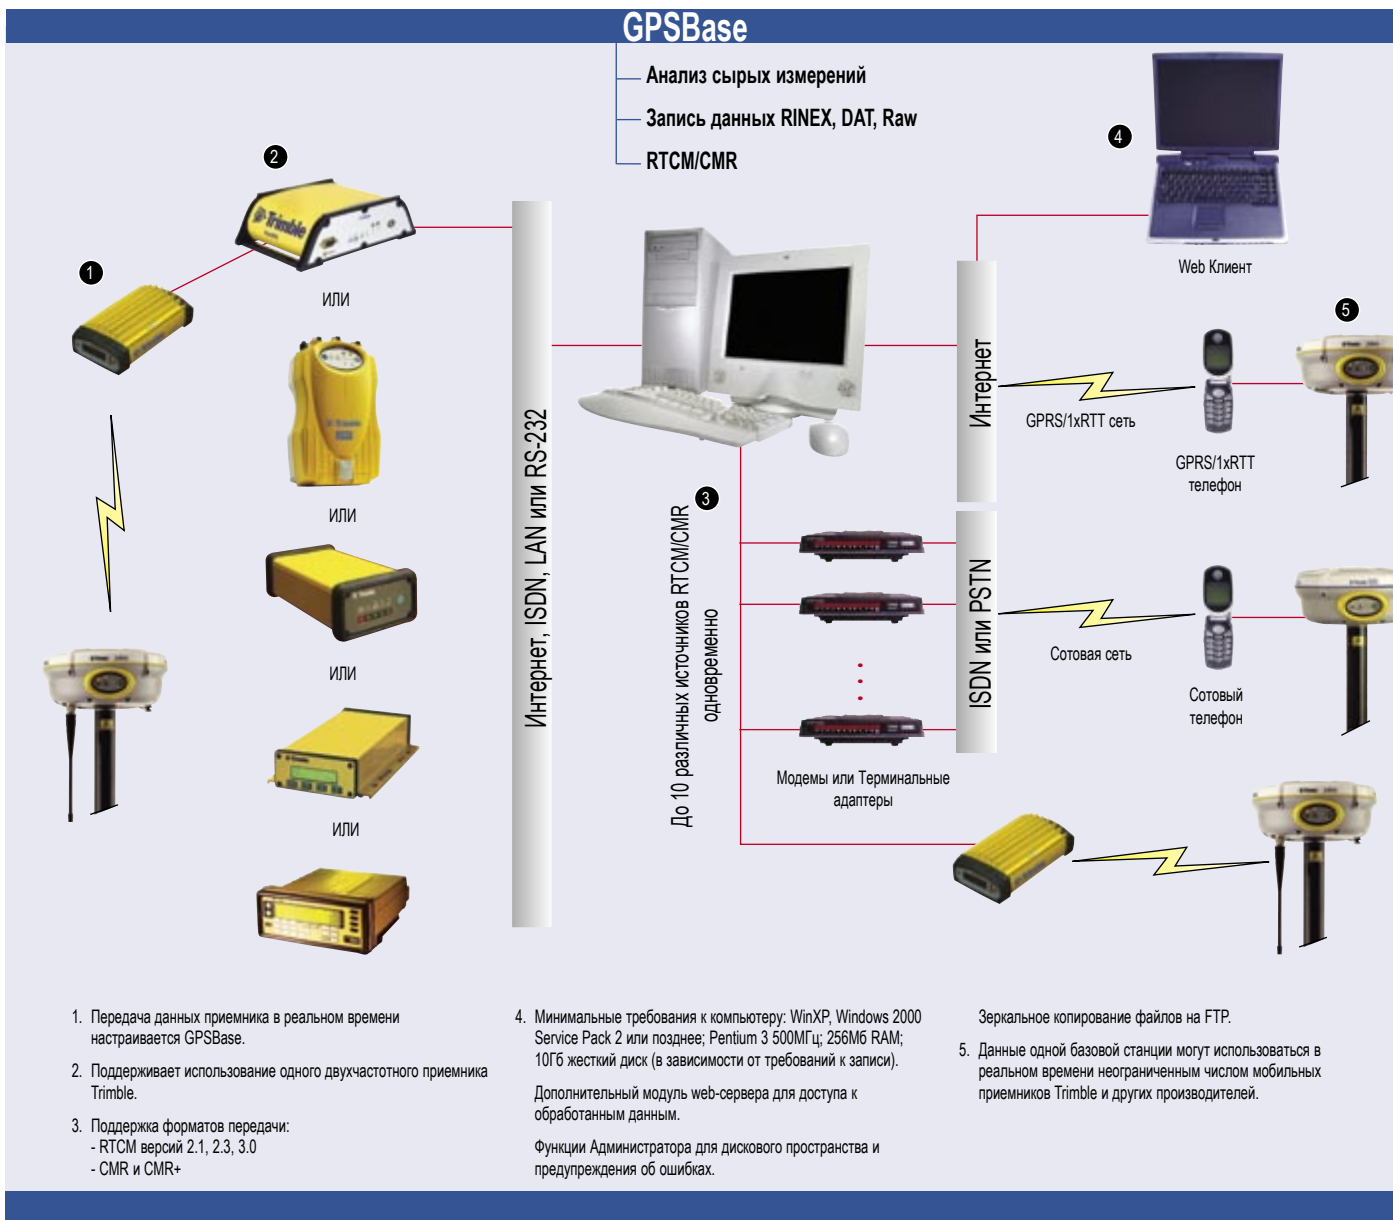 GPSBase
Анализ сырых измерений
Запись данных RINEX, DAT, Raw
RTCM/CMR
1
2
Trimble
ИЛИ
Trimble
ИЛИ
ИЛИ
ИЛИ
Интернет, ISDN, LAN или RS-232
3
До 10 различных источников RTCM/CMR
одновременно
Модемы или Терминальные
адаптеры
Интернет
ISDN или PSTN
4
Web Клиент
5
GPRS/1xRTT сеть
GPRS/1xRTT
телефон
Сотовая сеть
Сотовый
телефон
1. Передача данных приемника в реальном времени
настраивается GPSBase.
2. Поддерживает использование одного двухчастотного приемника
Trimble.
3. Поддержка форматов передачи:
- RTCM версий 2.1, 2.3, 3.0
- CMR и CMR+
4. Минимальные требования к компьютеру: WinXP, Windows 2000
Service Pack 2 или позднее; Pentium 3 500МГц; 256Мб RAM;
10Гб жесткий диск (в зависимости от требований к записи).
Дополнительный модуль web-сервера для доступа к
обработанным данным.
Функции Администратора для дискового пространства и
предупреждения об ошибках.
Зеркальное копирование файлов на FTP.
5. Данные одной базовой станции могут использоваться в
реальном времени неограниченным числом мобильных
приемников Trimble и других производителей.